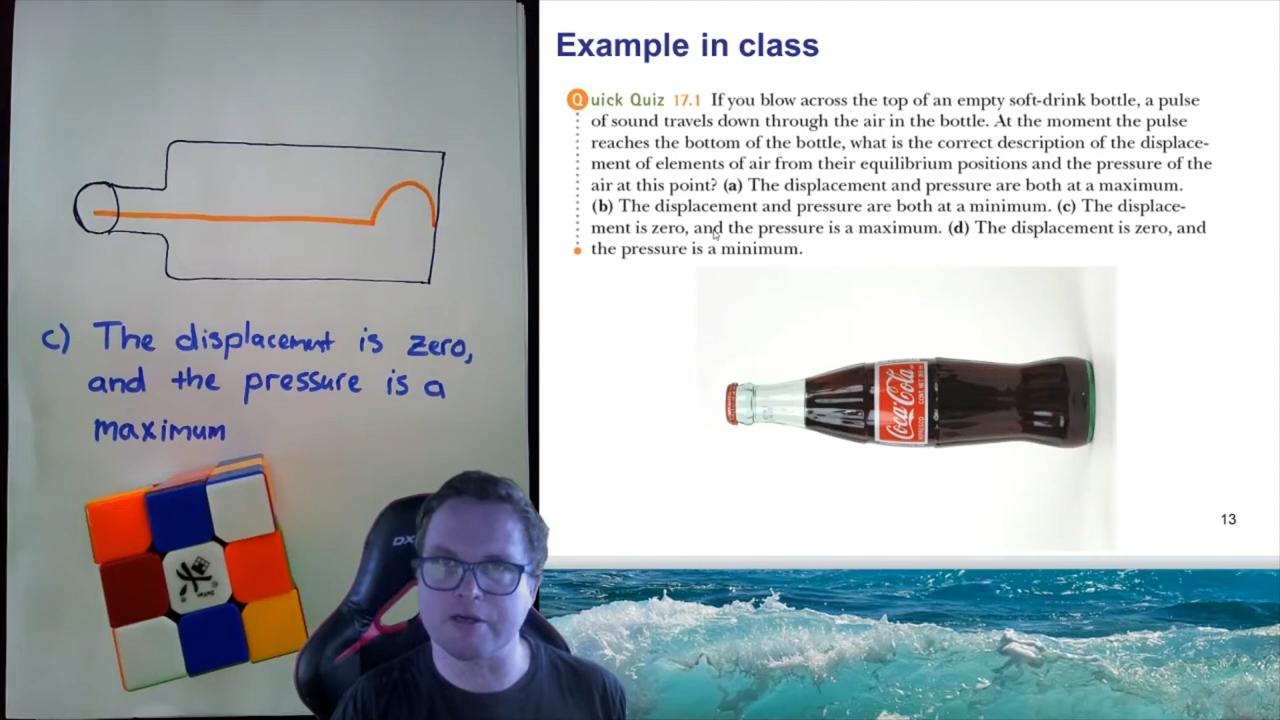 c) The displacement is zero,
and the pressure is a
maximum
DX
Example in class
Quick Quiz 17.1 If you blow across the top of an empty soft-drink bottle, a pulse
of sound travels down through the air in the bottle. At the moment the pulse
reaches the bottom of the bottle, what is the correct description of the displace-
ment of elements of air from their equilibrium positions and the pressure of the
air at this point? (a) The displacement and pressure are both at a maximum.
(b) The displacement and pressure are both at a minimum. (c) The displace-
ment is zero, and the pressure is a maximum. (d) The displacement is zero, and
the pressure is a minimum.
Coca-Cola
13